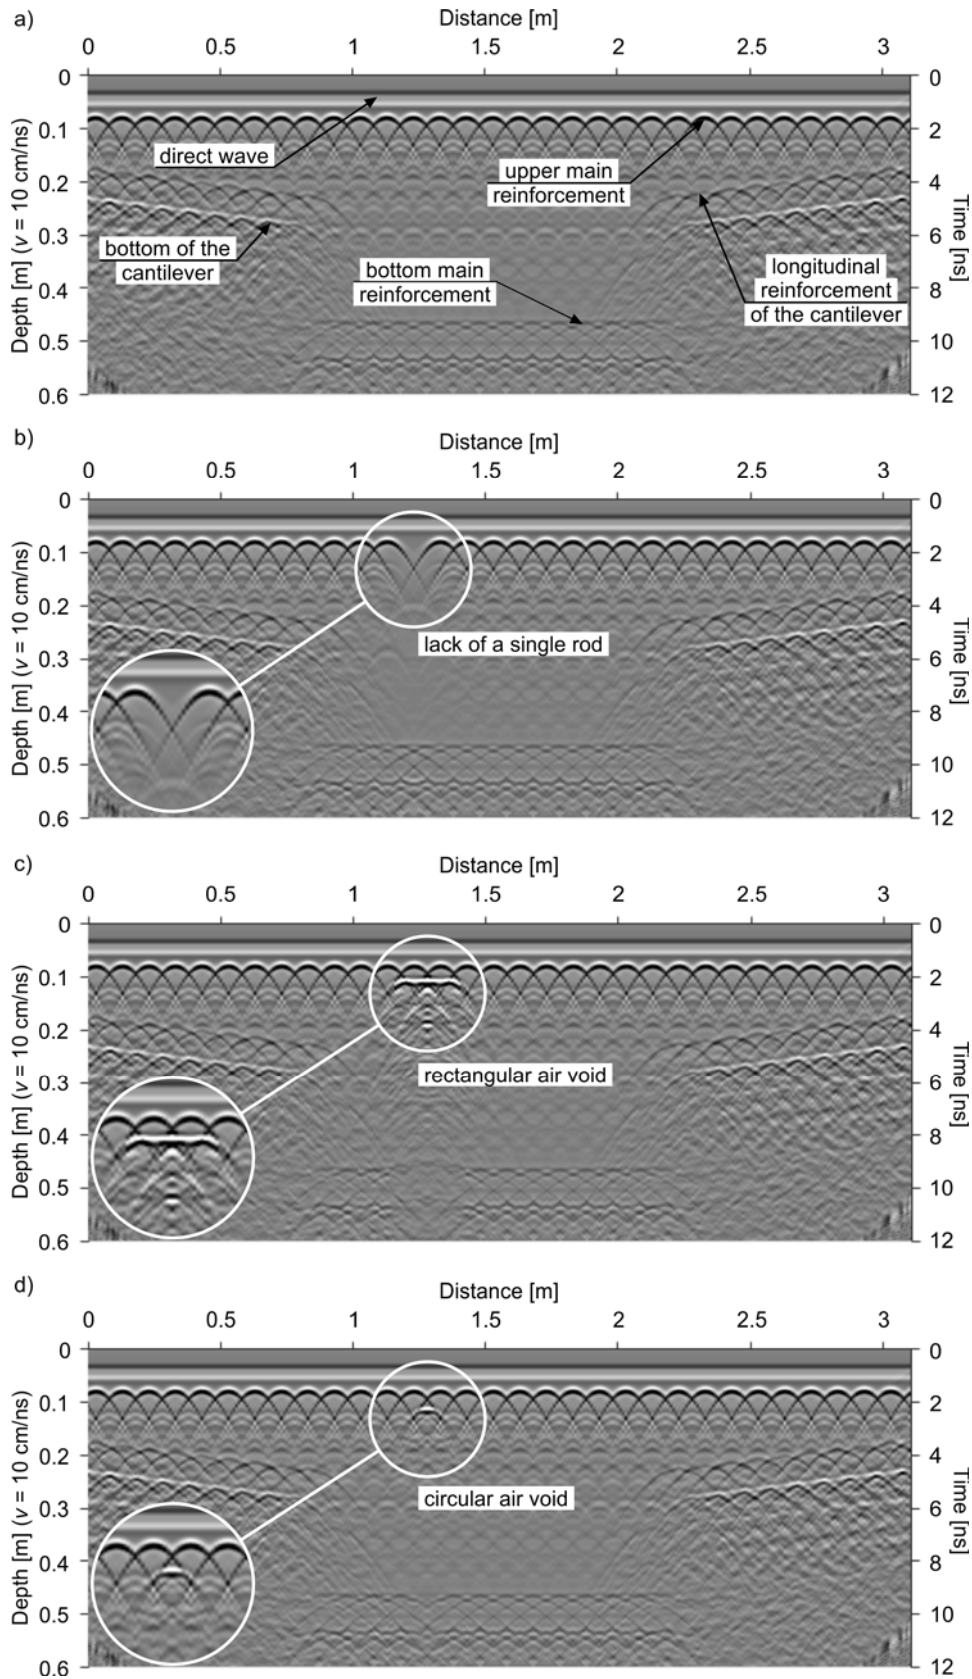 a)
Distance [m]
0 0.5 1 1.5 2 2.5 3
0 0
0.1 2
direct wave
upper main
reinforcement
0.2 4
0.3 6
bottom of the
cantilever
bottom main
reinforcement
longitudinal
reinforcement
of the cantilever
0.4 8
0.5 10
0.6 12
Depth [m] (v = 10 cm/ns)
Time [ns]
b)
Distance [m]
0 0.5 1 1.5 2 2.5 3
0 0
0.1 2
0.2 4
lack of a single rod
0.3 6
0.4 8
0.5 10
0.6 12
Depth [m] (v = 10 cm/ns)
Time [ns]
c)
Distance [m]
0 0.5 1 1.5 2 2.5 3
0 0
0.1 2
0.2 4
rectangular air void
0.3 6
0.4 8
0.5 10
0.6 12
Depth [m] (v = 10 cm/ns)
Time [ns]
d)
Distance [m]
0 0.5 1 1.5 2 2.5 3
0 0
0.1 2
0.2 4
circular air void
0.3 6
0.4 8
0.5 10
0.6 12
Depth [m] (v = 10 cm/ns)
Time [ns]